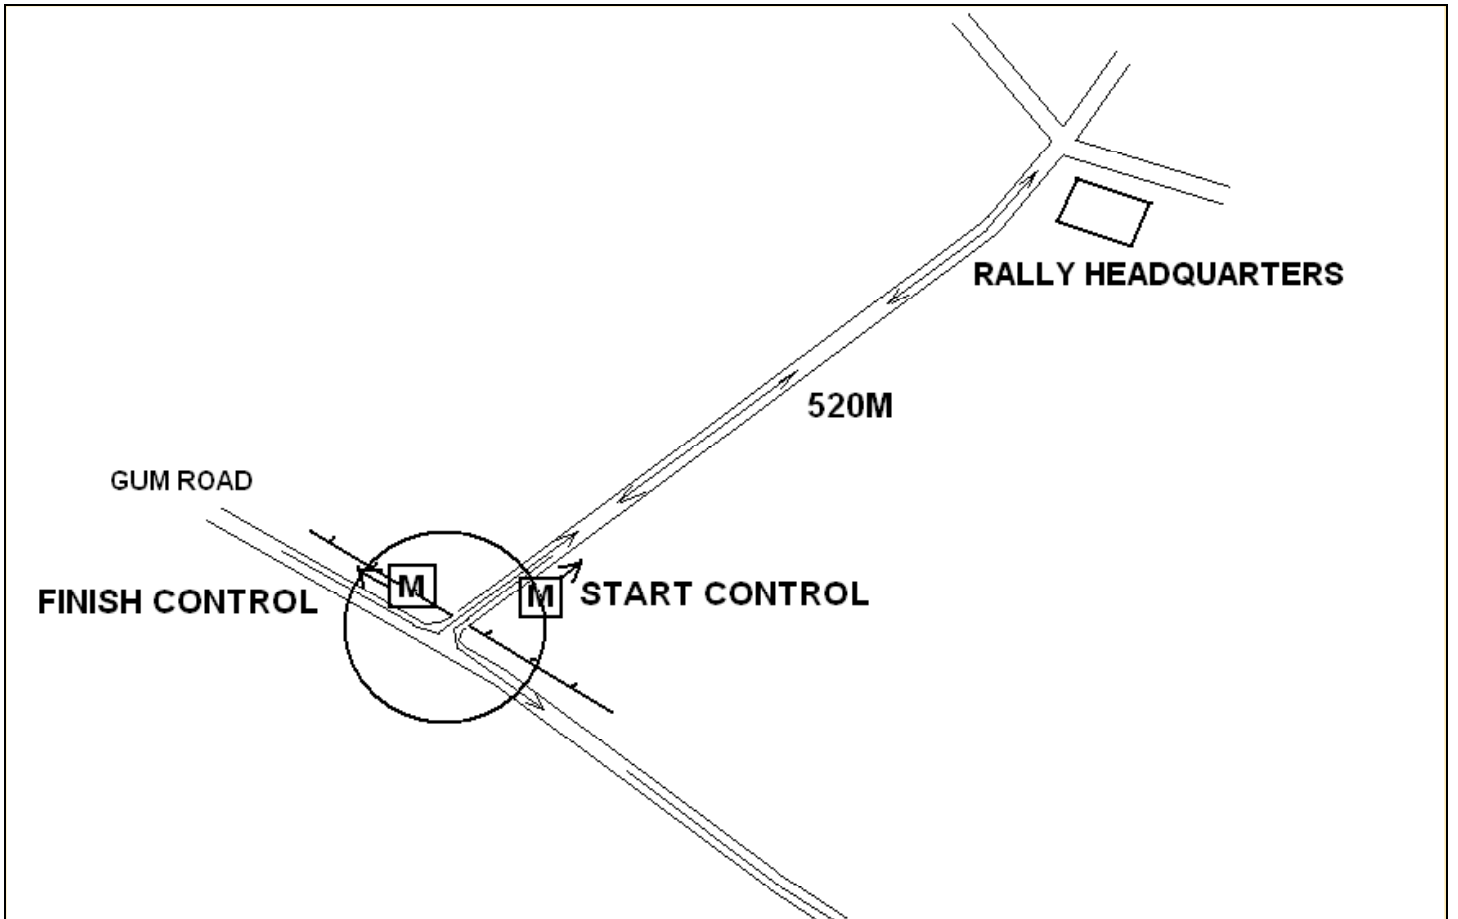 RALLY HEADQUARTERS
520M
GUM ROAD
M
FINISH CONTROL
M
START CONTROL